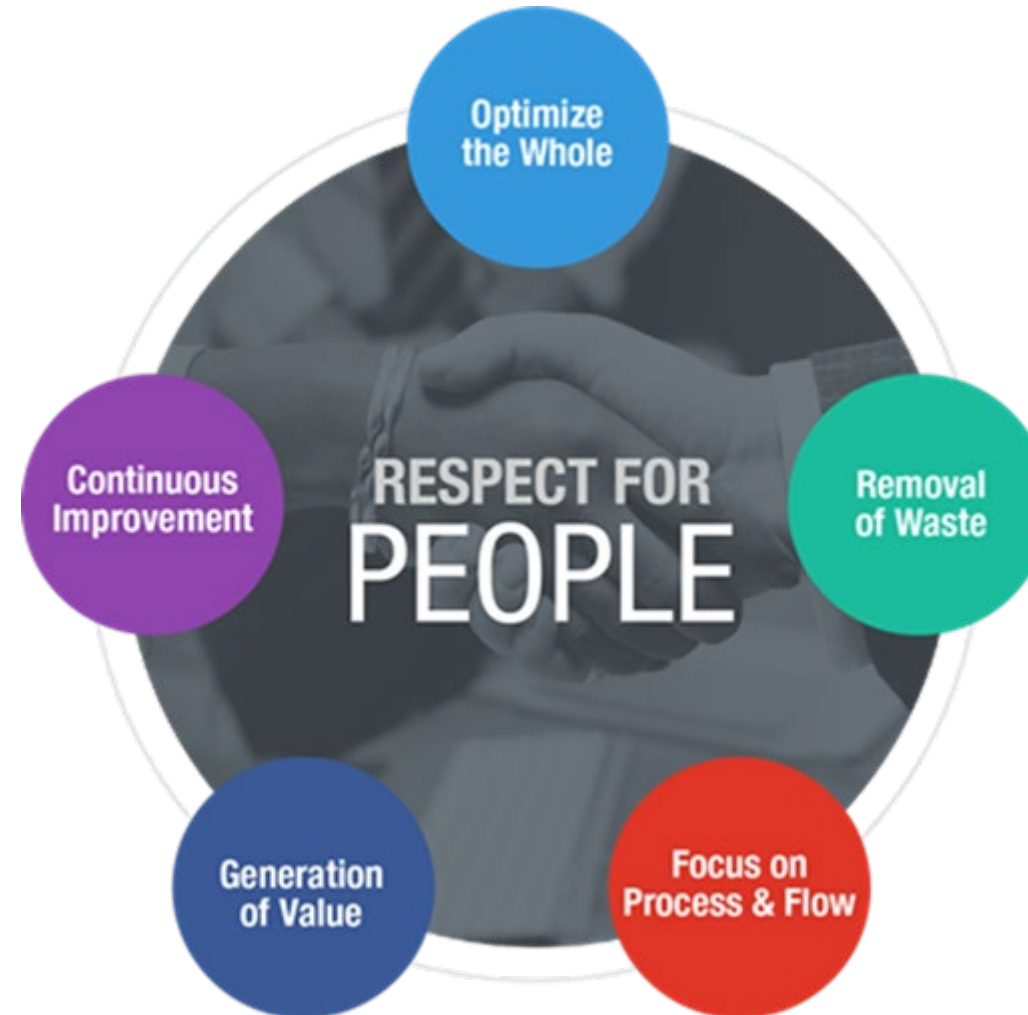 Optimize
the Whole
Removal
of Waste
Focus on
Process & Flow
Generation
of Value
Continuous
Improvement
RESPECT FOR
PEOPLE